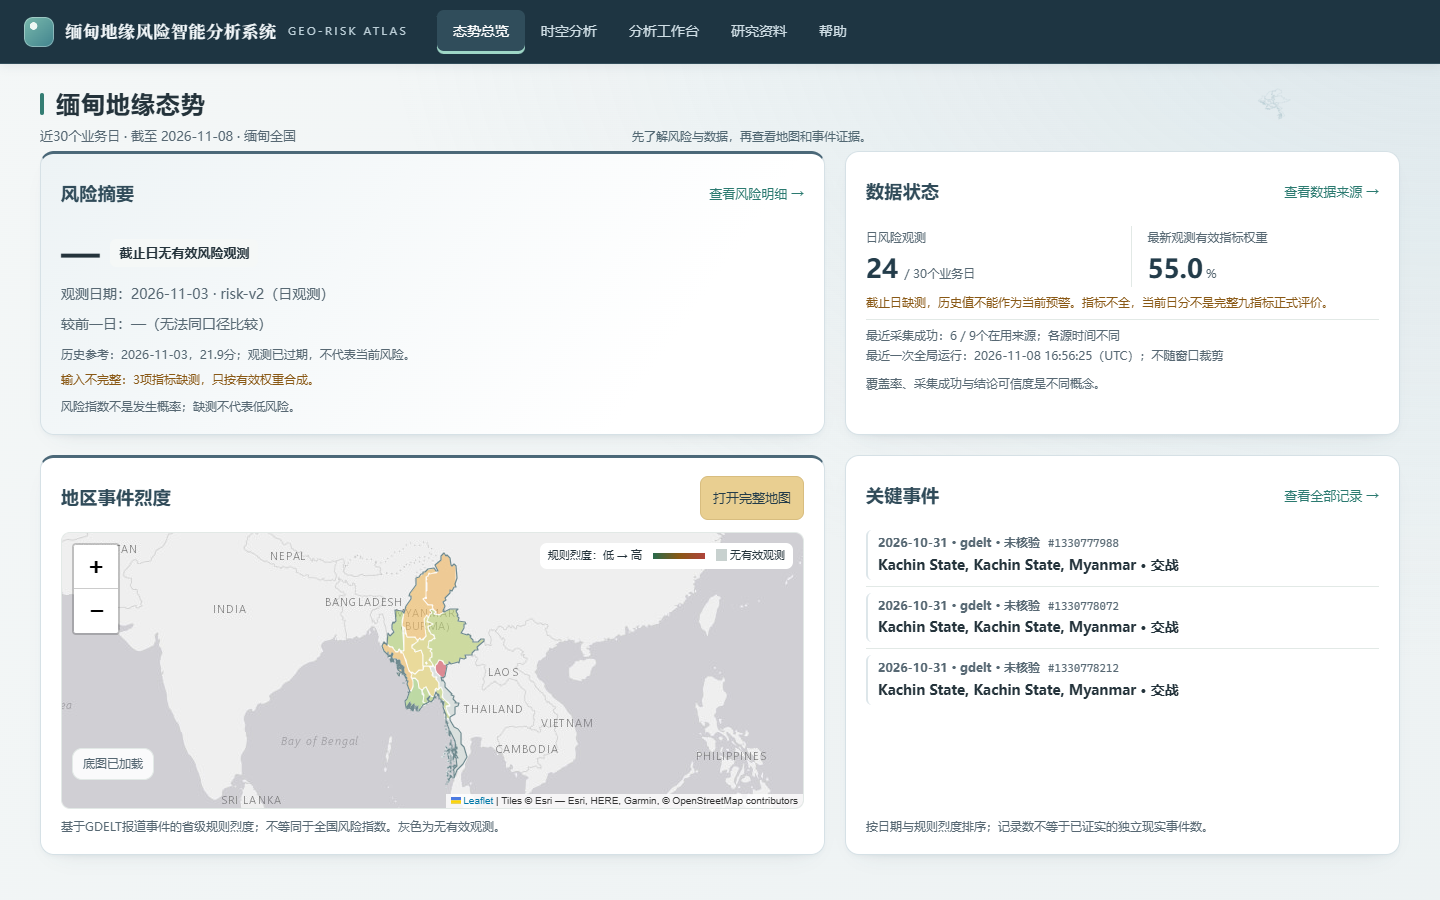 缅甸地缘风险智能分析系统 GEO-RISK ATLAS 态势总览 时空分析 分析工作台 研究资料 帮助
缅甸地缘态势
近30个业务日 · 截至 2026-11-08 · 缅甸全国
先了解风险与数据，再查看地图和事件证据。
风险摘要
查看风险明细 →
— 截止日无有效风险观测
观测日期：2026-11-03 · risk-v2（日观测）
较前一日：—（无法同口径比较）
历史参考：2026-11-03，21.9分；观测已过期，不代表当前风险。
输入不完整：3项指标缺测，只按有效权重合成。
风险指数不是发生概率；缺测不代表低风险。
数据状态
查看数据来源 →
日风险观测
24 / 30个业务日
最新观测有效指标权重
55.0 %
截止日缺测，历史值不能作为当前预警。指标不全，当前日分不是完整九指标正式评价。
最近采集成功：6 / 9个在用来源；各源时间不同
最近一次全局运行：2026-11-08 16:56:25（UTC）；不随窗口裁剪
覆盖率、采集成功与结论可信度是不同概念。
地区事件烈度
打开完整地图
+
−
规则烈度：低 → 高 无有效观测
NEPAL
INDIA
BANGLADESH
LAOS
THAILAND
VIETNAM
Bay of Bengal
CAMBODIA
PHILIPPINES
SRI LANKA
底图已加载
Leaflet | Tiles © Esri — Esri, HERE, Garmin, © OpenStreetMap contributors
基于GDELT报道事件的省级规则烈度；不等同于全国风险指数。灰色为无有效观测。
关键事件
查看全部记录 →
2026-10-31 • gdelt • 未核验 #1330777988
Kachin State, Kachin State, Myanmar • 交战
2026-10-31 • gdelt • 未核验 #1330778072
Kachin State, Kachin State, Myanmar • 交战
2026-10-31 • gdelt • 未核验 #1330778212
Kachin State, Kachin State, Myanmar • 交战
按日期与规则烈度排序；记录数不等于已证实的独立现实事件数。